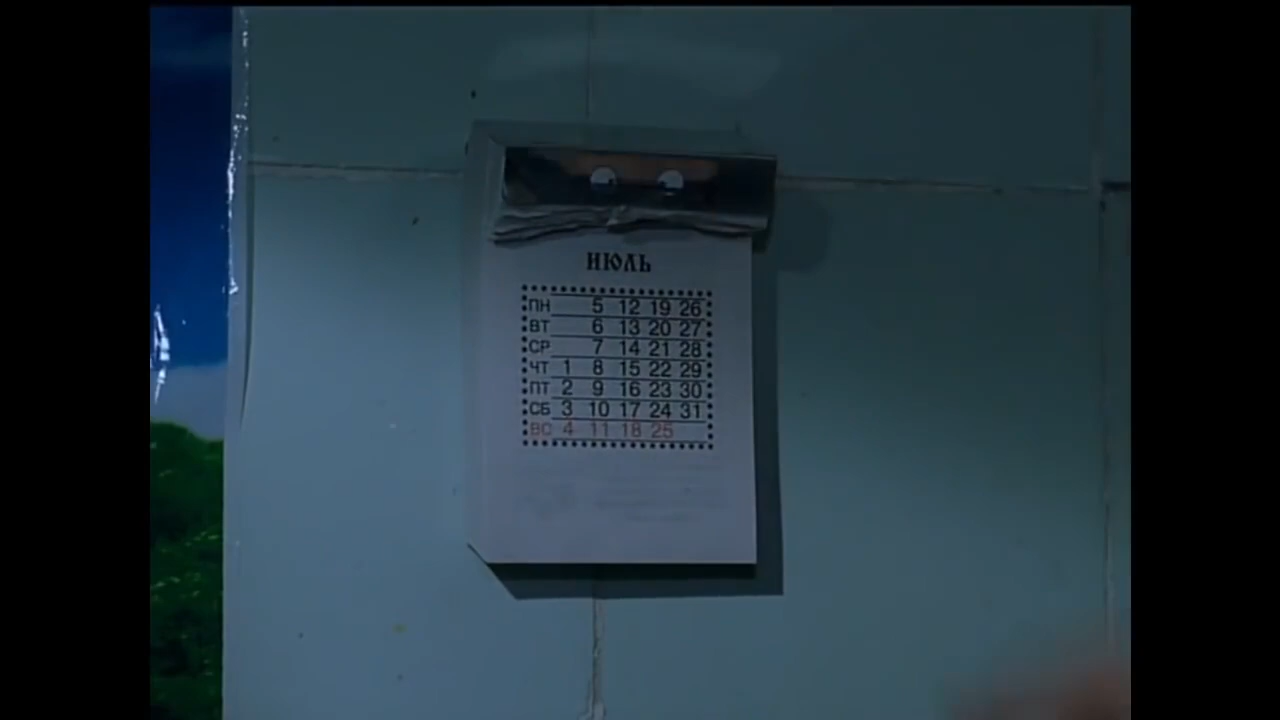 ИЮЛЬ
ПН 5 12 19 26
ВТ 6 13 20 27
СР 7 14 21 28
ЧТ 1 8 15 22 29
ПТ 2 9 16 23 30
СБ 3 10 17 24 31
ВС 4 11 18 25